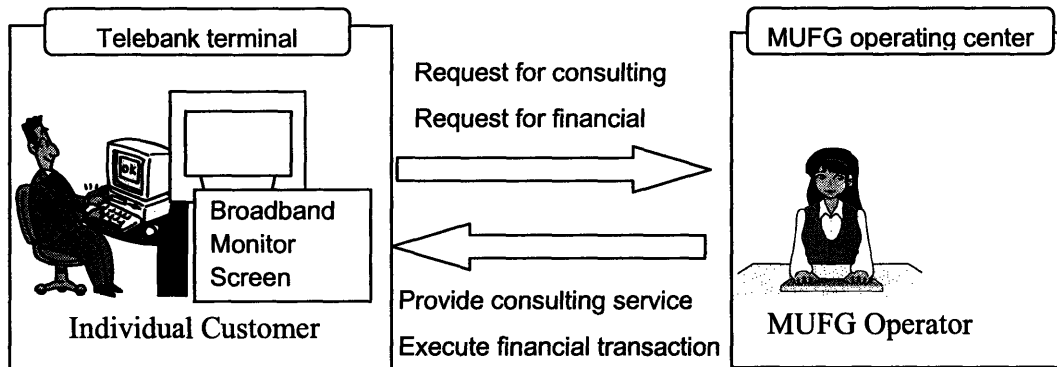 Telebank terminal
MUFG operating center
Request for consulting
Request for financial
ok
Broadband
Monitor
Screen
Provide consulting service
Execute financial transaction
Individual Customer
MUFG Operator